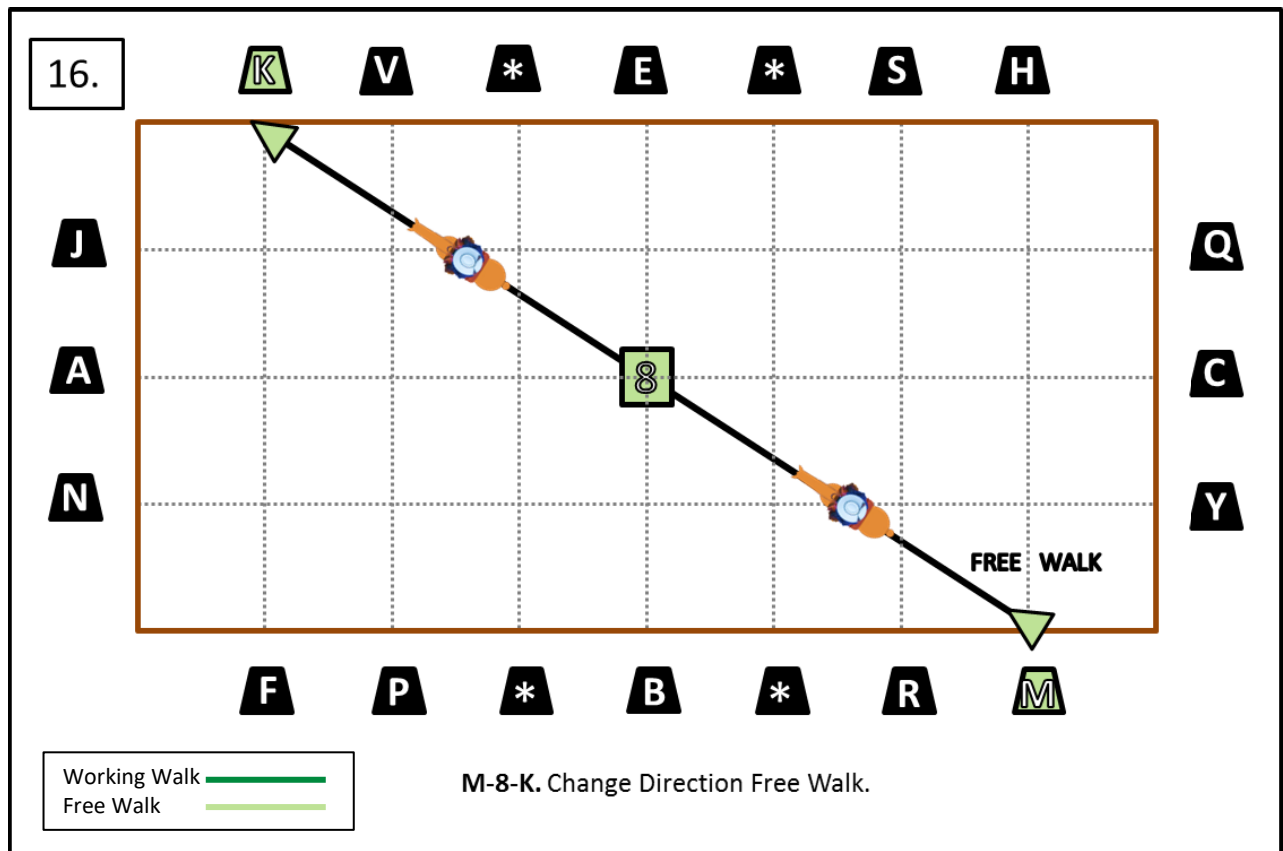 16.
K V * E * S H
J Q
8
A C
N Y
FREE WALK
F P * B * R M
Working Walk
Free Walk
M-8-K. Change Direction Free Walk.